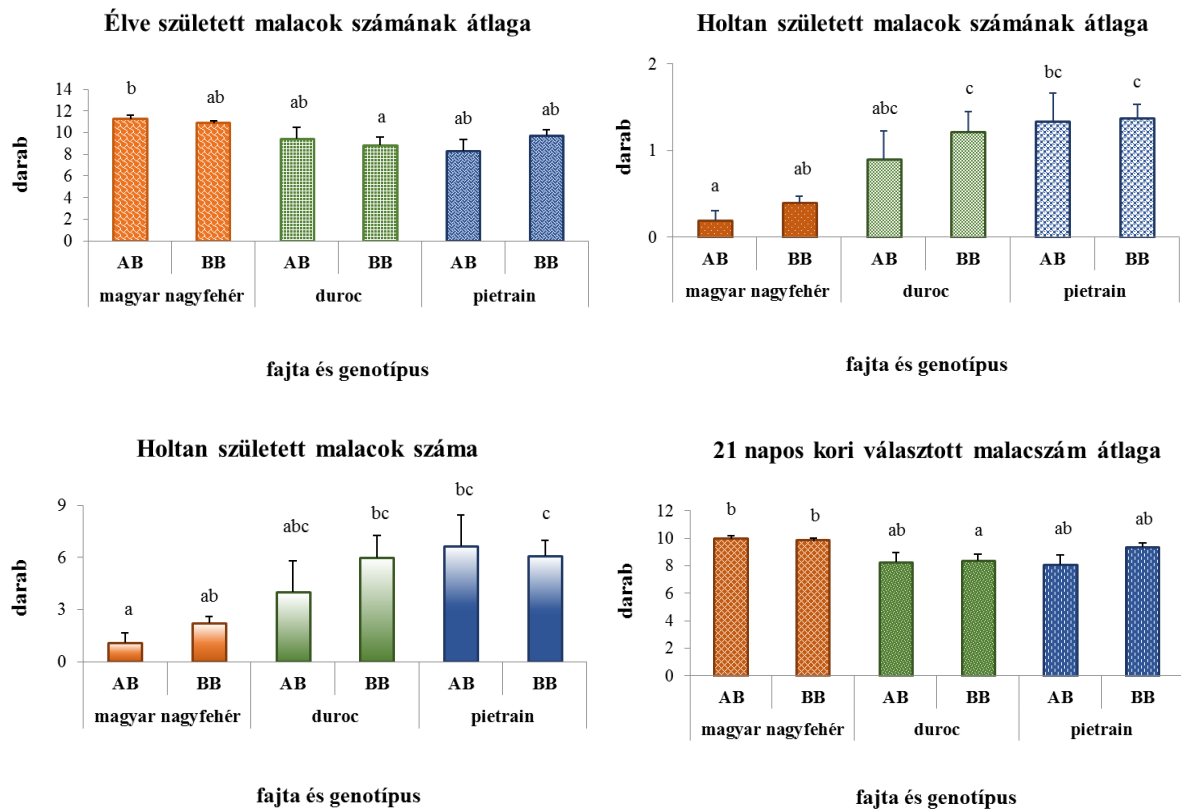 Élve született malacok számának átlaga
14
12
10
8
6
4
2
0
darab
b
ab
ab
a
ab
ab
AB
BB
AB
BB
AB
BB
magyar nagyfehér
duroc
pietrain
fajta és genotípus
Holtan született malacok számának átlaga
2
1
0
darab
a
ab
abc
c
bc
c
AB
BB
AB
BB
AB
BB
magyar nagyfehér
duroc
pietrain
fajta és genotípus
Holtan született malacok száma
9
6
3
0
darab
a
ab
abc
bc
bc
c
AB
BB
AB
BB
AB
BB
magyar nagyfehér
duroc
pietrain
fajta és genotípus
21 napos kori választott malacszám átlaga
12
10
8
6
4
2
0
darab
b
b
ab
a
ab
ab
AB
BB
AB
BB
AB
BB
magyar nagyfehér
duroc
pietrain
fajta és genotípus